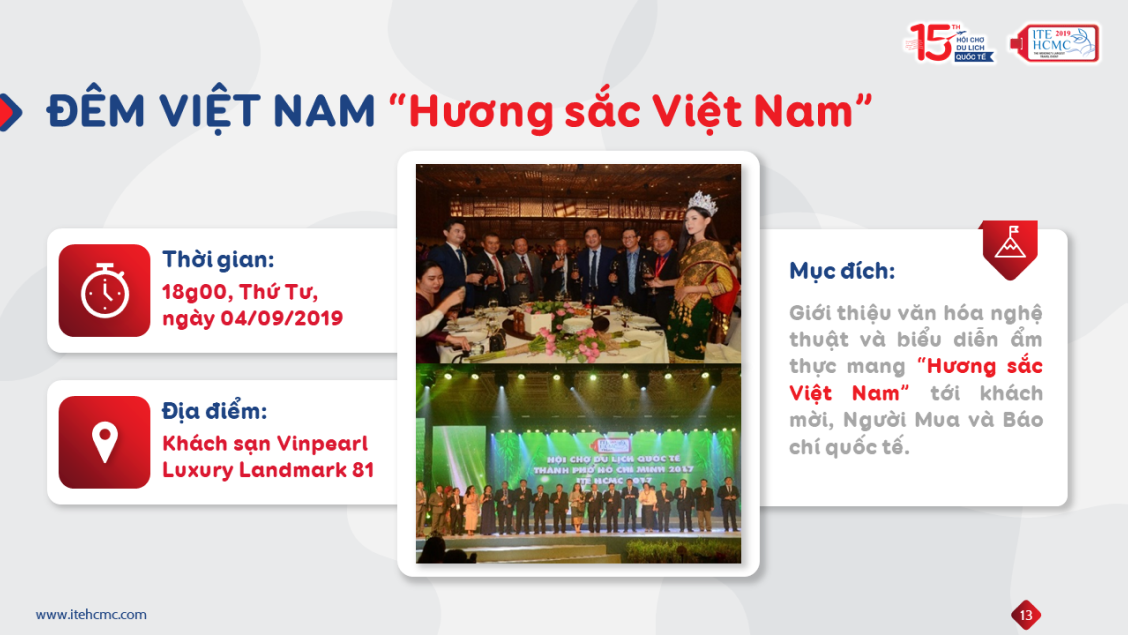 15TH
HỘI CHỢ
DU LỊCH
QUỐC TẾ
ITE 2019
HCMC
ĐÊM VIỆT NAM “Hương sắc Việt Nam”
Thời gian:
18g00, Thứ Tư,
ngày 04/09/2019
Địa điểm:
Khách sạn Vinpearl
Luxury Landmark 81
HỘI CHỢ DU LỊCH QUỐC TẾ
THÀNH PHỐ HỒ CHÍ MINH 2017
ITE HCMC 2017
Mục đích:
Giới thiệu văn hóa nghệ
thuật và biểu diễn ẩm
thực mang “Hương sắc
Việt Nam” tới khách
mời, Người Mua và Báo
chí quốc tế.
www.itehcmc.com
13